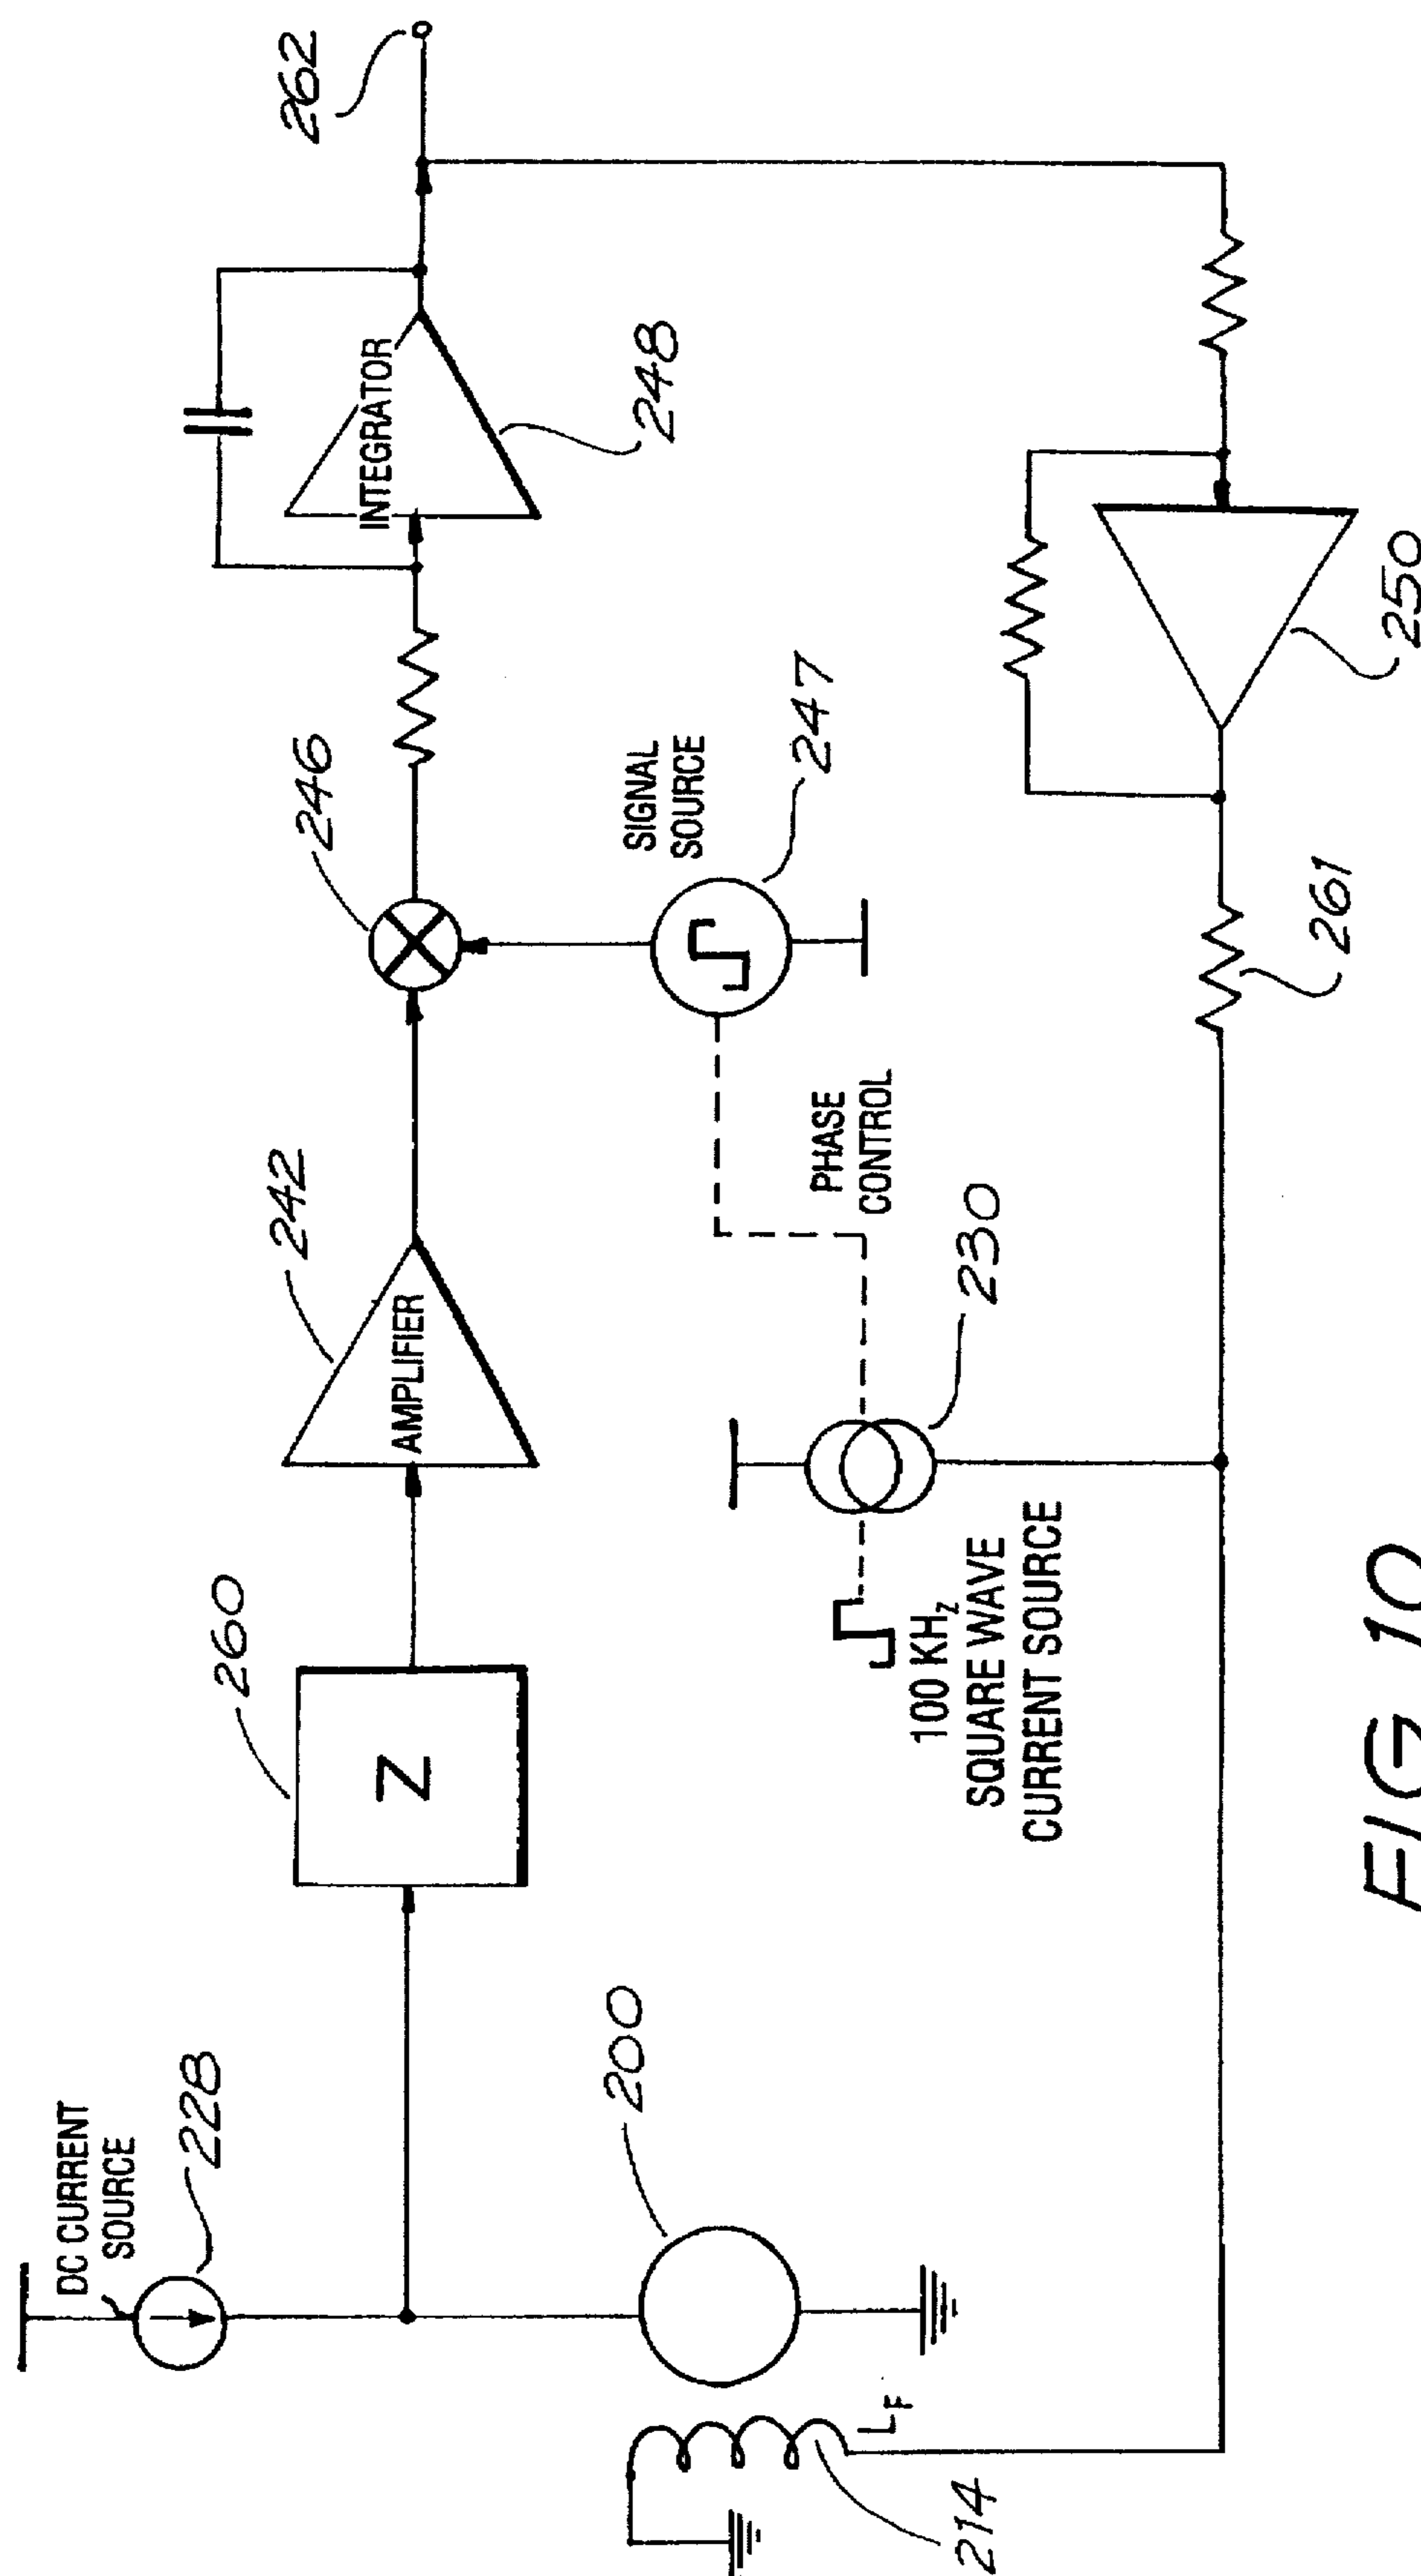 DC CURRENT
SOURCE
228
200
214
L_F
260
Z
242
AMPLIFIER
246
INTEGRATOR
248
262
SIGNAL
SOURCE
247
PHASE
CONTROL
230
100 KHz
SQUARE WAVE
CURRENT SOURCE
261
250
FIG 10